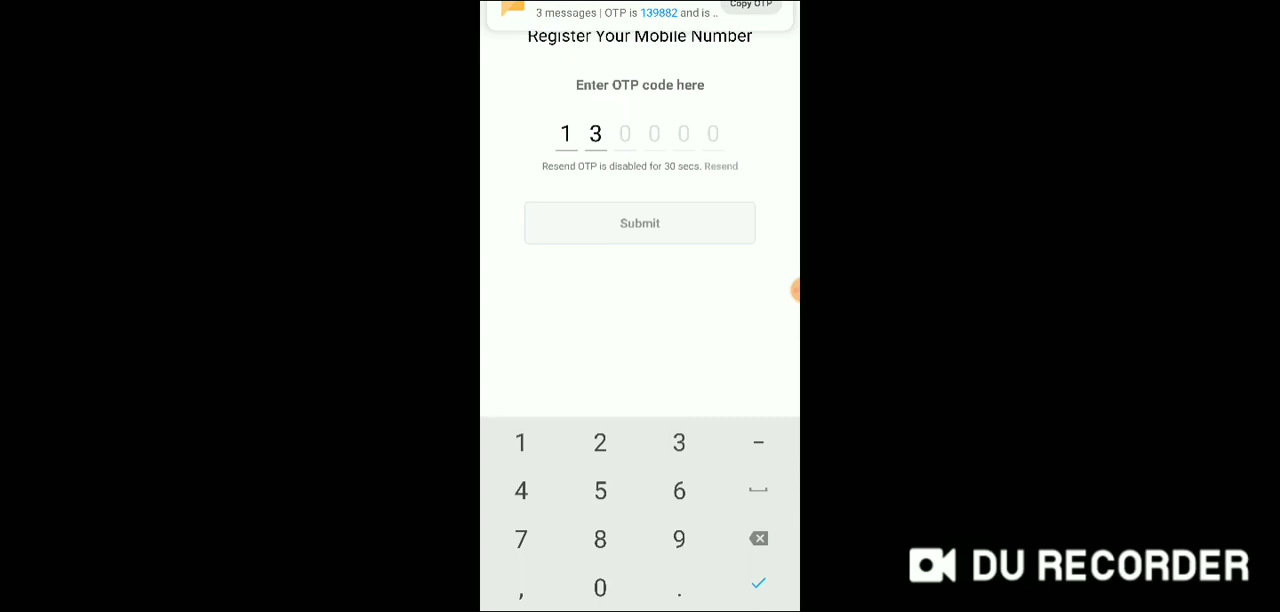 Copy OTP
3 messages | OTP is 139882 and is ..
Register Your Mobile Number
Enter OTP code here
1 3 0 0 0 0
Resend OTP is disabled for 30 secs. Resend
Submit
1 2 3 -
4 5 6
7 8 9
, 0 .
DU RECORDER